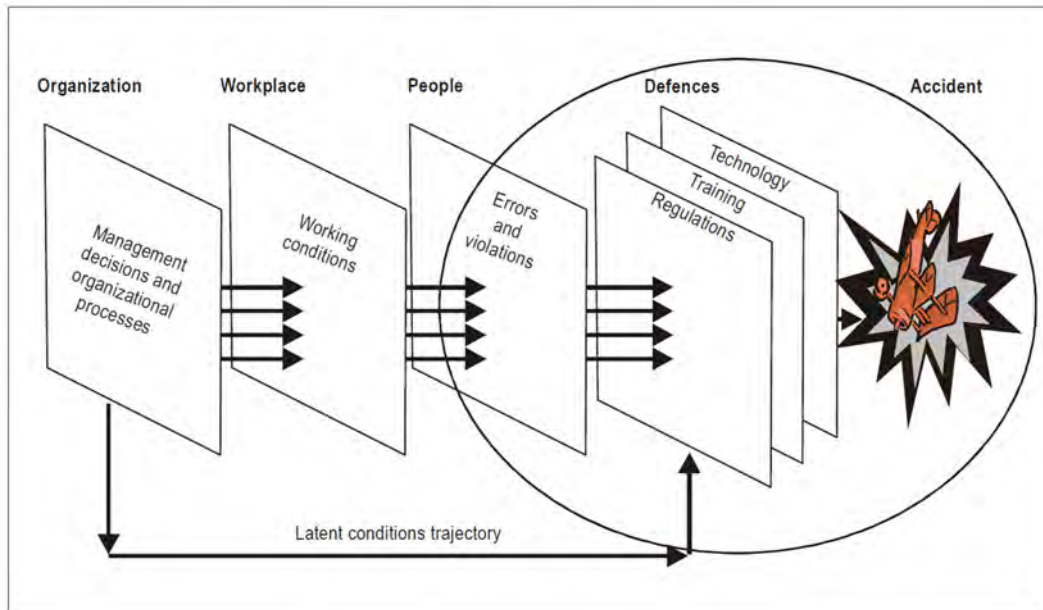 Organization
Workplace
People
Defences
Accident
Management
decisions and
organizational
processes
Working
conditions
Errors
and
violations
Technology
Training
Regulations
Latent conditions trajectory